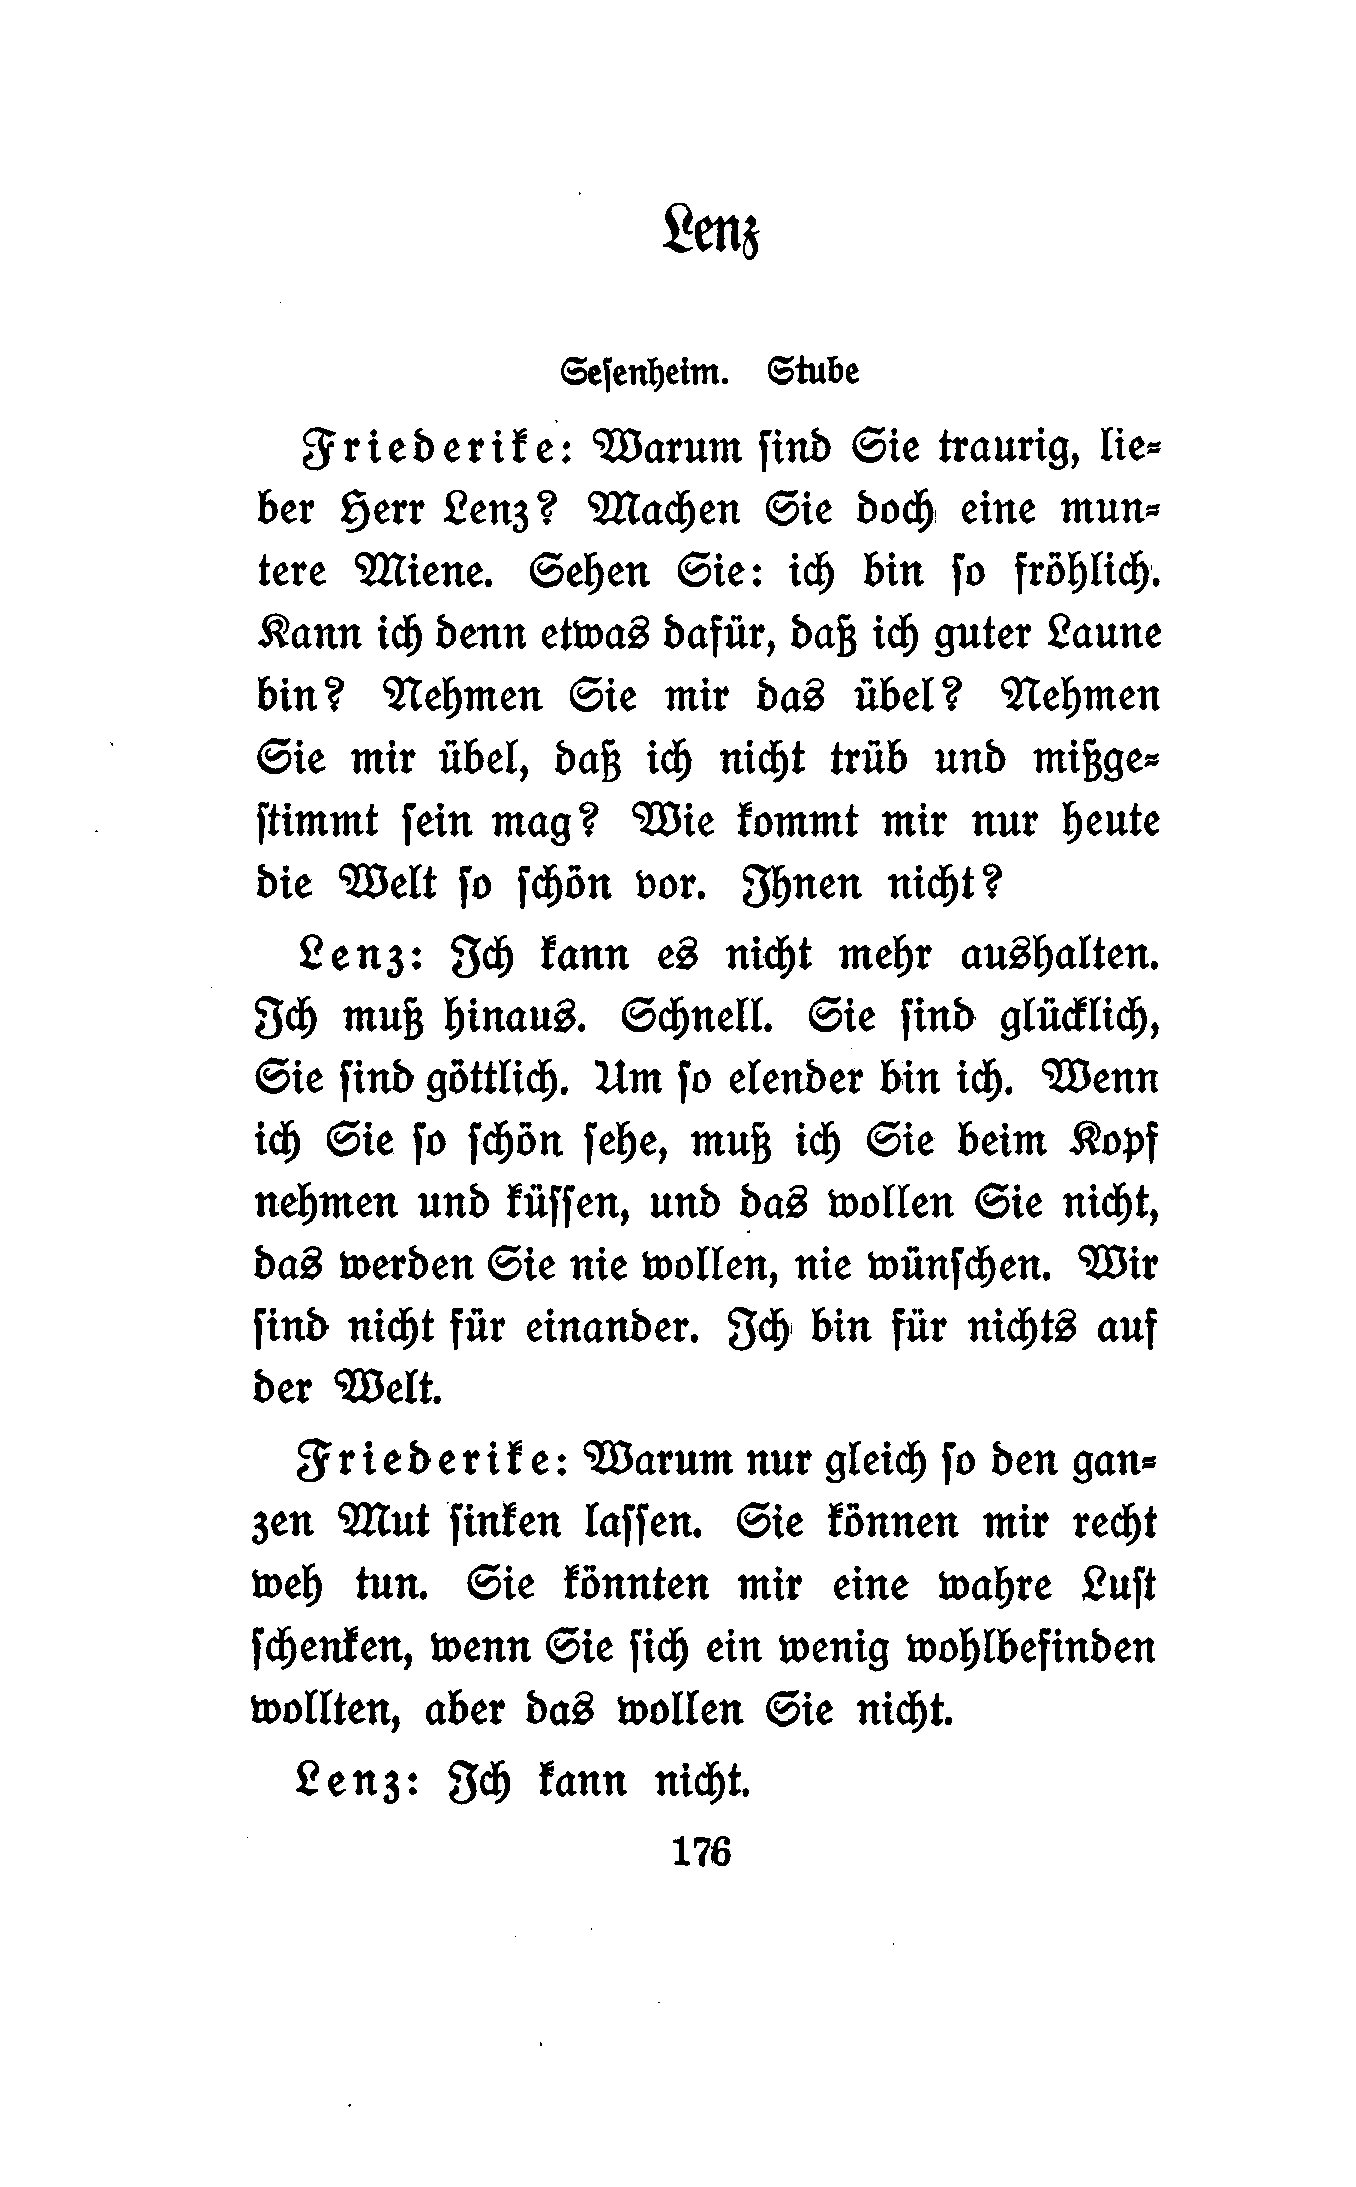 Lenz
Sesenheim. Stube
Friederike: Warum sind Sie traurig, lie-
ber Herr Lenz? Machen Sie doch eine mun-
tere Miene. Sehen Sie: ich bin so fröhlich.
Kann ich denn etwas dafür, daß ich guter Laune
bin? Nehmen Sie mir das übel? Nehmen
Sie mir übel, daß ich nicht trüb und mißge-
stimmt sein mag? Wie kommt mir nur heute
die Welt so schön vor. Ihnen nicht?
Lenz: Ich kann es nicht mehr aushalten.
Ich muß hinaus. Schnell. Sie sind glücklich,
Sie sind göttlich. Um so elender bin ich. Wenn
ich Sie so schön sehe, muß ich Sie beim Kopf
nehmen und küssen, und das wollen Sie nicht,
das werden Sie nie wollen, nie wünschen. Wir
sind nicht für einander. Ich bin für nichts auf
der Welt.
Friederike: Warum nur gleich so den gan-
zen Mut sinken lassen. Sie können mir recht
weh tun. Sie könnten mir eine wahre Lust
schenken, wenn Sie sich ein wenig wohlbefinden
wollten, aber das wollen Sie nicht.
Lenz: Ich kann nicht.
176